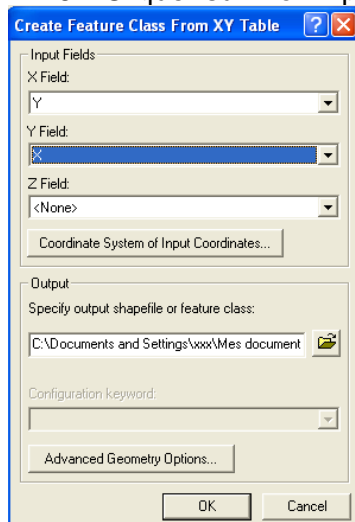 Create Feature Class From XY Table
Input Fields
X Field:
Y
Y Field:
X
Z Field:
<None>
Coordinate System of Input Coordinates...
Output
Specify output shapefile or feature class:
C:\Documents and Settings\xxx\Mes document
Configuration keyword:
Advanced Geometry Options...
OK Cancel